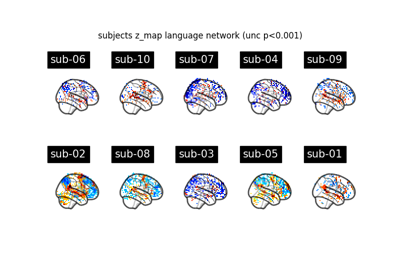 subjects z_map language network (unc p<0.001)
sub-06 sub-10 sub-07 sub-04 sub-09
sub-02 sub-08 sub-03 sub-05 sub-01